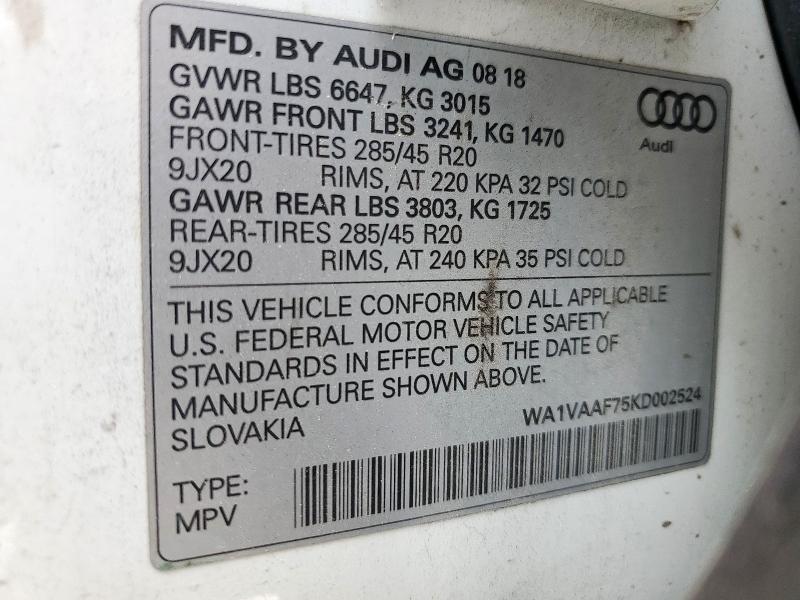 MFD. BY AUDI AG 08 18
GVWR LBS 6647, KG 3015
GAWR FRONT LBS 3241, KG 1470
FRONT-TIRES 285/45 R20
9JX20 RIMS, AT 220 KPA 32 PSI COLD
GAWR REAR LBS 3803, KG 1725
REAR-TIRES 285/45 R20
9JX20 RIMS, AT 240 KPA 35 PSI COLD
Audi
THIS VEHICLE CONFORMS TO ALL APPLICABLE
U.S. FEDERAL MOTOR VEHICLE SAFETY
STANDARDS IN EFFECT ON THE DATE OF
MANUFACTURE SHOWN ABOVE.
SLOVAKIA
WA1VAAF75KD002524
TYPE:
MPV